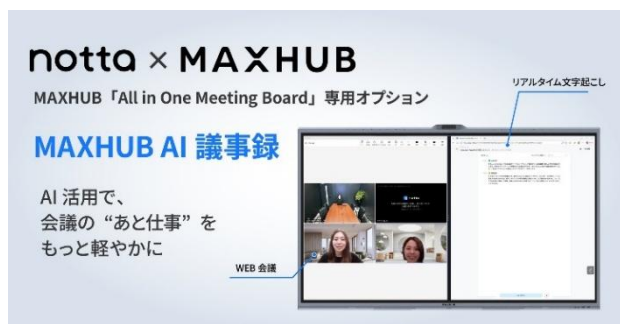 notta × MAXHUB
MAXHUB「All in One Meeting Board」専用オプション
リアルタイム文字起こし
MAXHUB AI 議事録
AI 活用で、
会議の“あと仕事”を
もっと軽やかに
WEB 会議